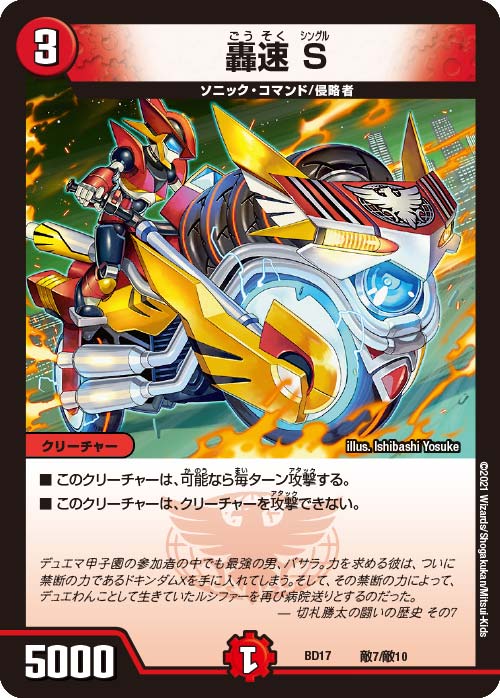 3
ごうそく シングル
轟速 S
ソニック・コマンド/侵略者
クリーチャー
illus. Ishibashi Yosuke
■ このクリーチャーは、可能なら毎ターン攻撃する。
■ このクリーチャーは、クリーチャーを攻撃できない。
デュエマ甲子園の参加者の中でも最強の男、バサラ。力を求める彼は、ついに
禁断の力であるドキンダムXを手に入れてしまう。そして、その禁断の力によって、
デュエわんことして生きていたルシファーを再び病院送りとするのだった。
— 切札勝太の闘いの歴史 その7
5000
1
BD17 敵7/敵10
©2021 Wizards/Shogakukan/Mitsui-Kids